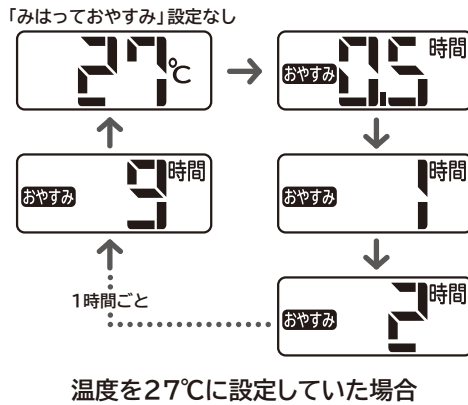 「みはっておやすみ」設定なし
27℃
おやすみ 0.5 時間
おやすみ 9 時間
おやすみ 1 時間
1時間ごと
おやすみ 2 時間
温度を27℃に設定していた場合